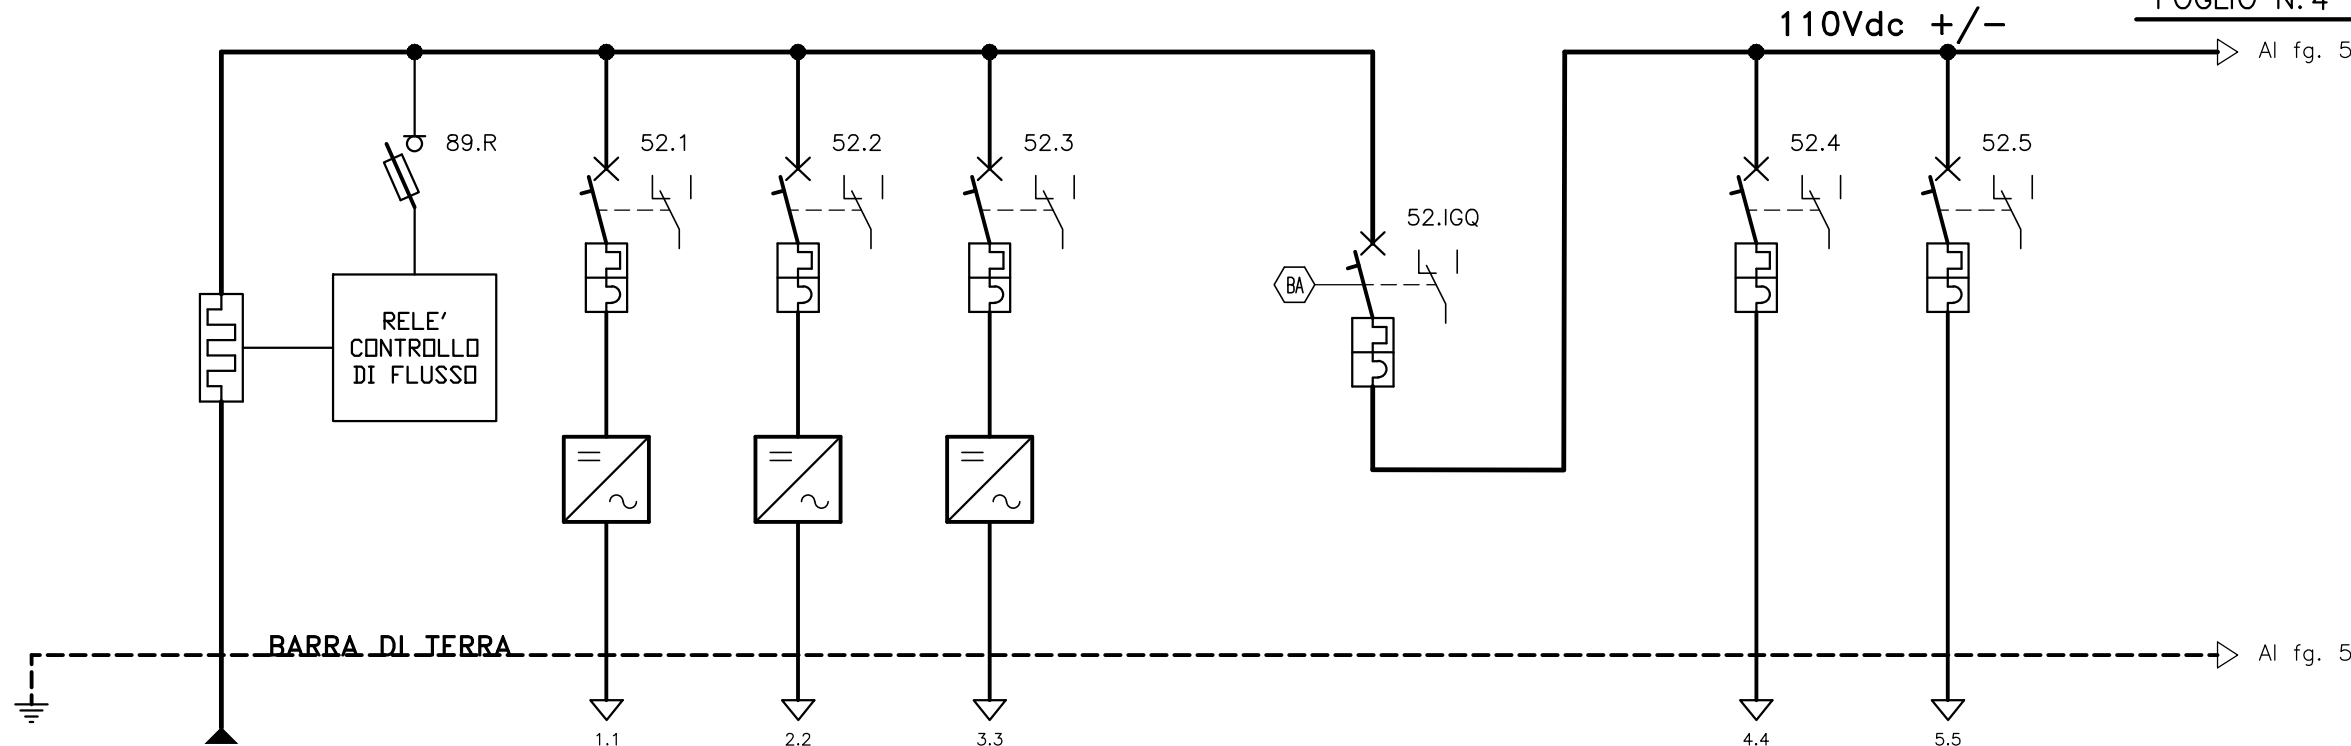 FOGLIO N.4
110Vdc +/-
Al fg. 5
89.R
52.1
52.2
52.3
52.4
52.5
52.IGQ
BA
RELE'
CONTROLLO
DI FLUSSO
BARRA DI TERRA
Al fg. 5
1.1
2.2
3.3
4.4
5.5